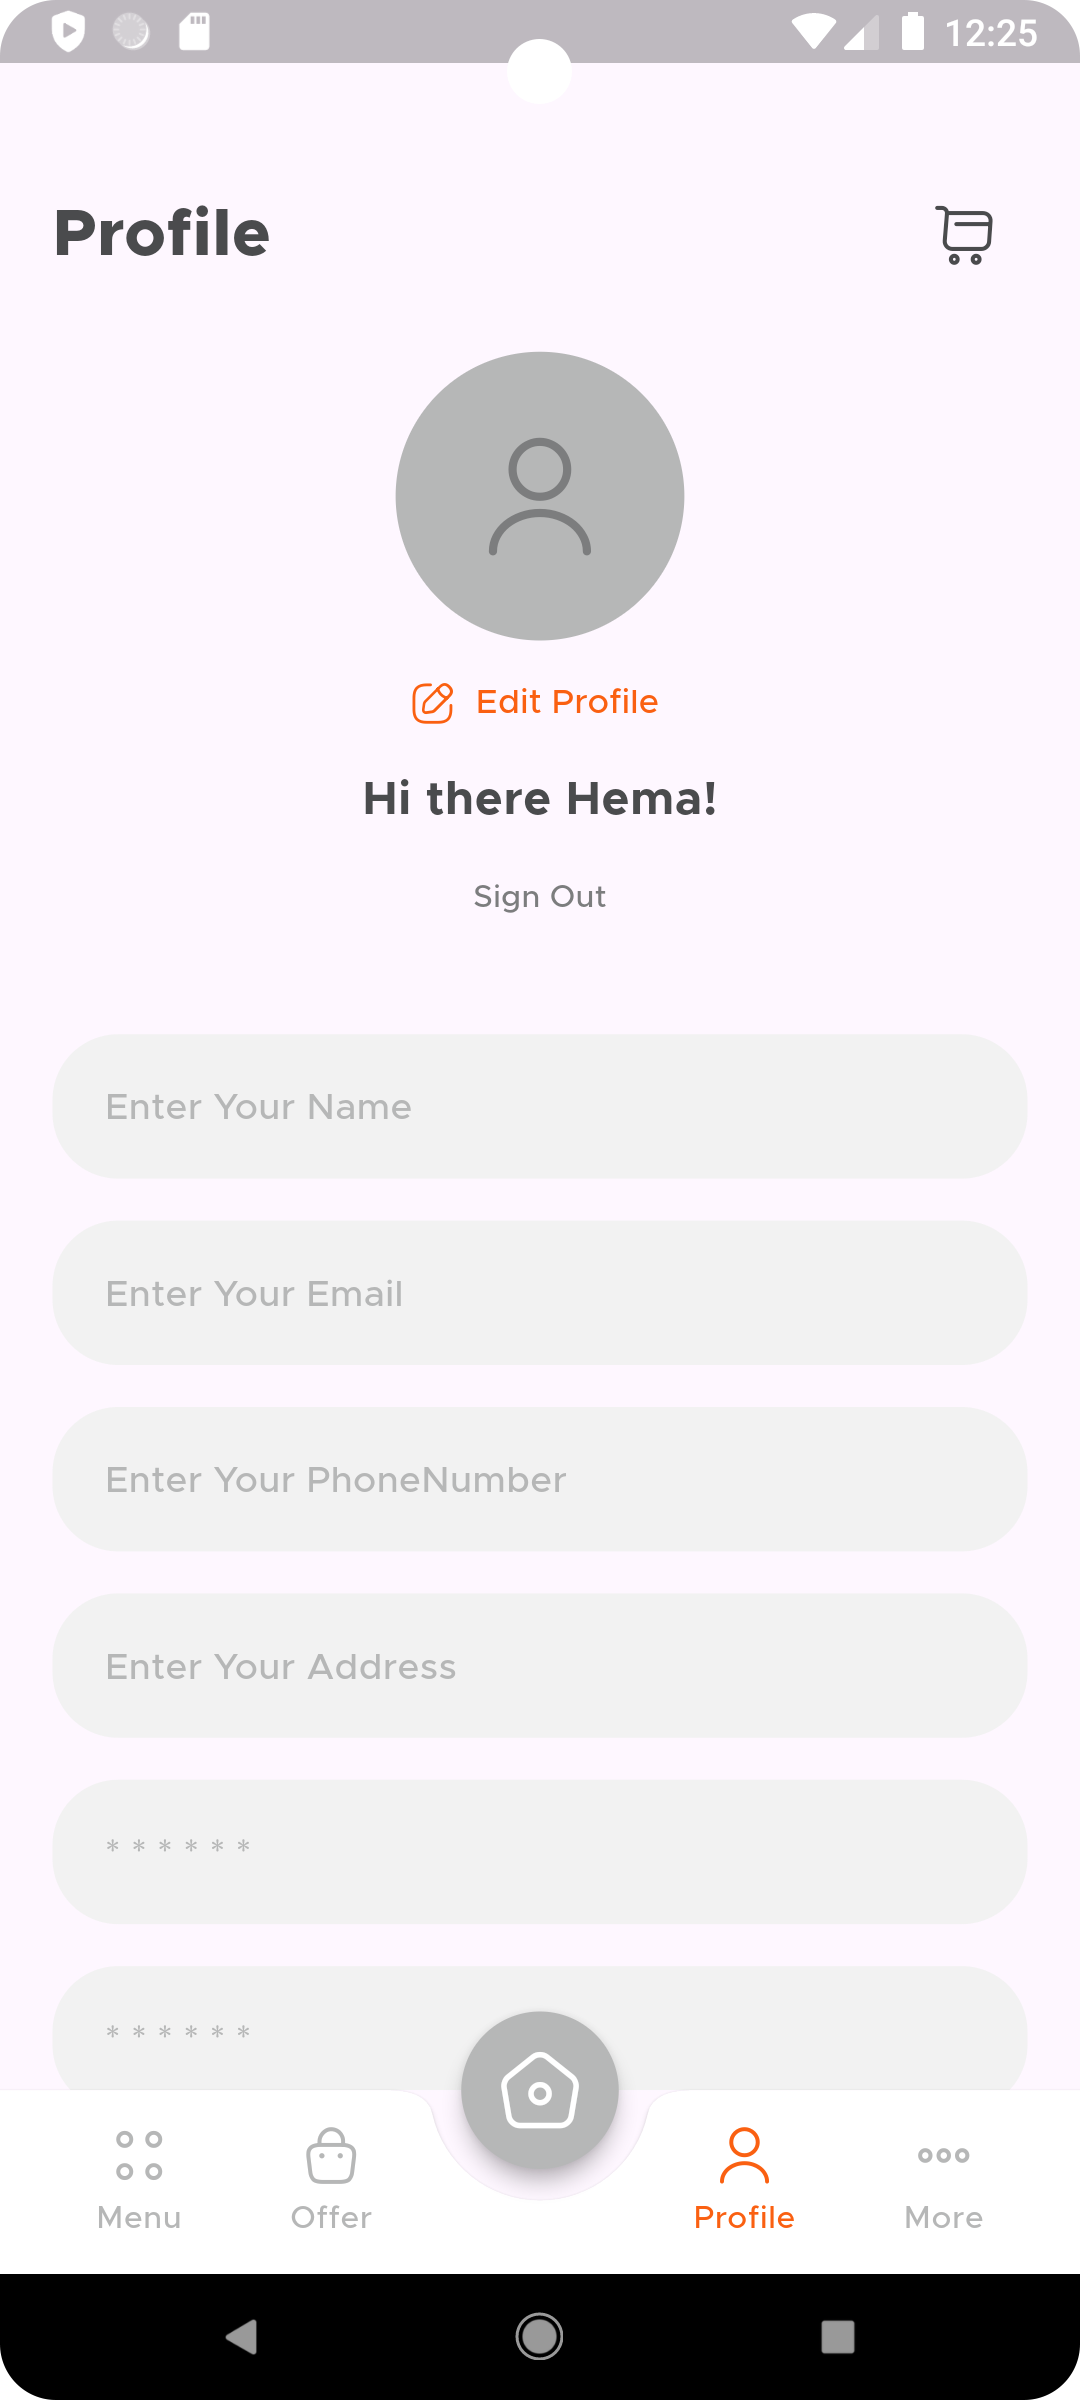 12:25
Profile
Edit Profile
Hi there Hema!
Sign Out
Enter Your Name
Enter Your Email
Enter Your PhoneNumber
Enter Your Address
* * * * * *
* * * * * *
Menu
Offer
Profile
More